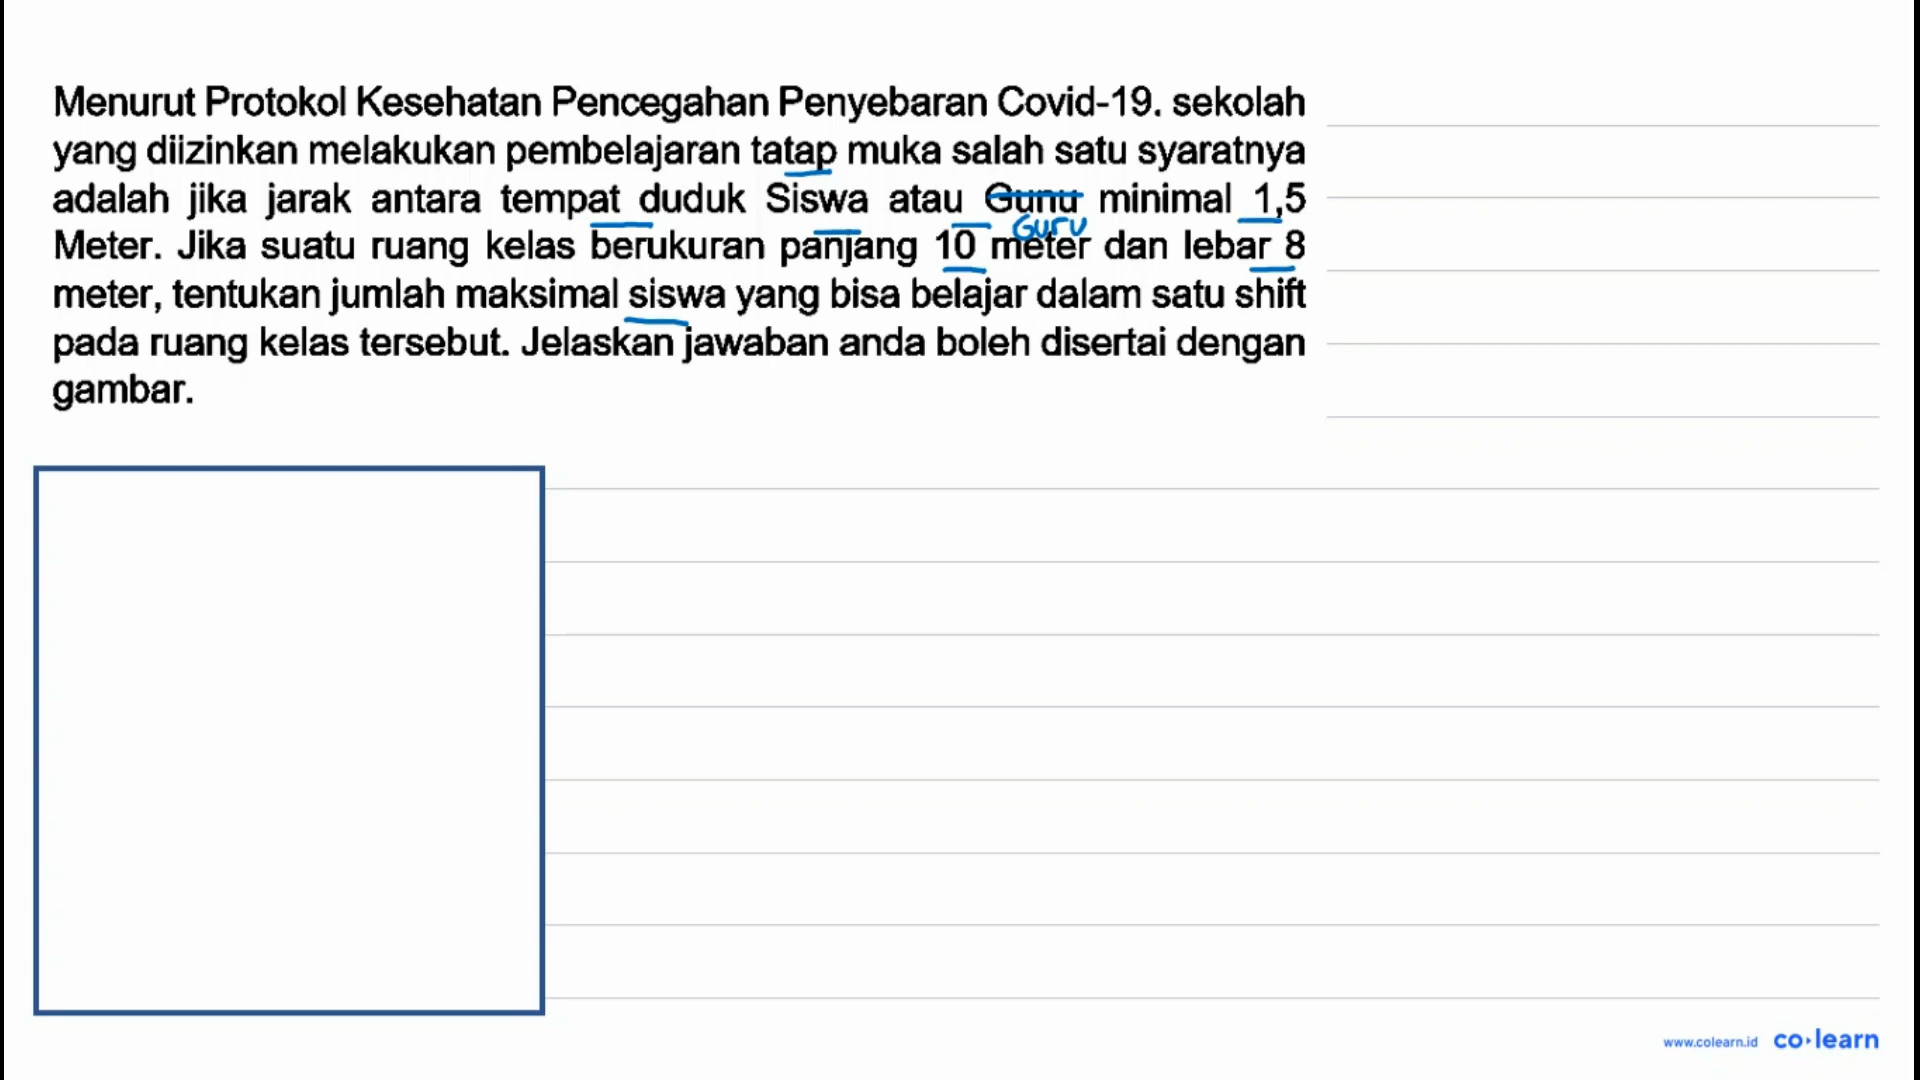 Menurut Protokol Kesehatan Pencegahan Penyebaran Covid-19. sekolah
yang diizinkan melakukan pembelajaran tatap muka salah satu syaratnya
adalah jika jarak antara tempat duduk Siswa atau Gunu minimal 1,5
Guru
Meter. Jika suatu ruang kelas berukuran panjang 10 meter dan lebar 8
meter, tentukan jumlah maksimal siswa yang bisa belajar dalam satu shift
pada ruang kelas tersebut. Jelaskan jawaban anda boleh disertai dengan
gambar.
www.colearn.id co·learn